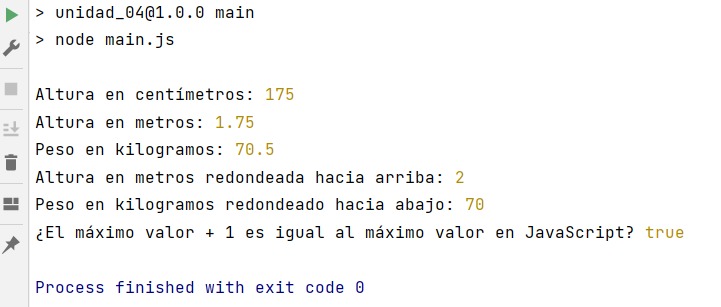 > unidad_04@1.0.0 main
> node main.js
Altura en centímetros: 175
Altura en metros: 1.75
Peso en kilogramos: 70.5
Altura en metros redondeada hacia arriba: 2
Peso en kilogramos redondeado hacia abajo: 70
¿El máximo valor + 1 es igual al máximo valor en JavaScript? true
Process finished with exit code 0